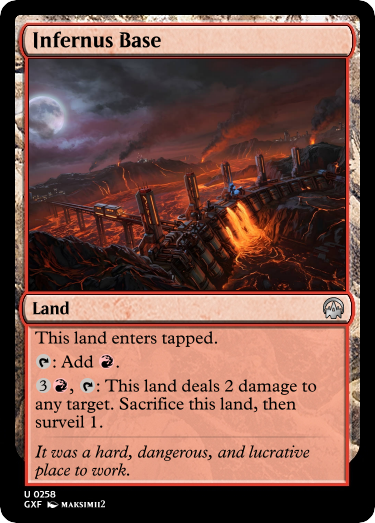 Infernus Base
Land
This land enters tapped.
: Add .
3 , : This land deals 2 damage to
any target. Sacrifice this land, then
surveil 1.
It was a hard, dangerous, and lucrative
place to work.
U 0258
GXF MAKSIMII2